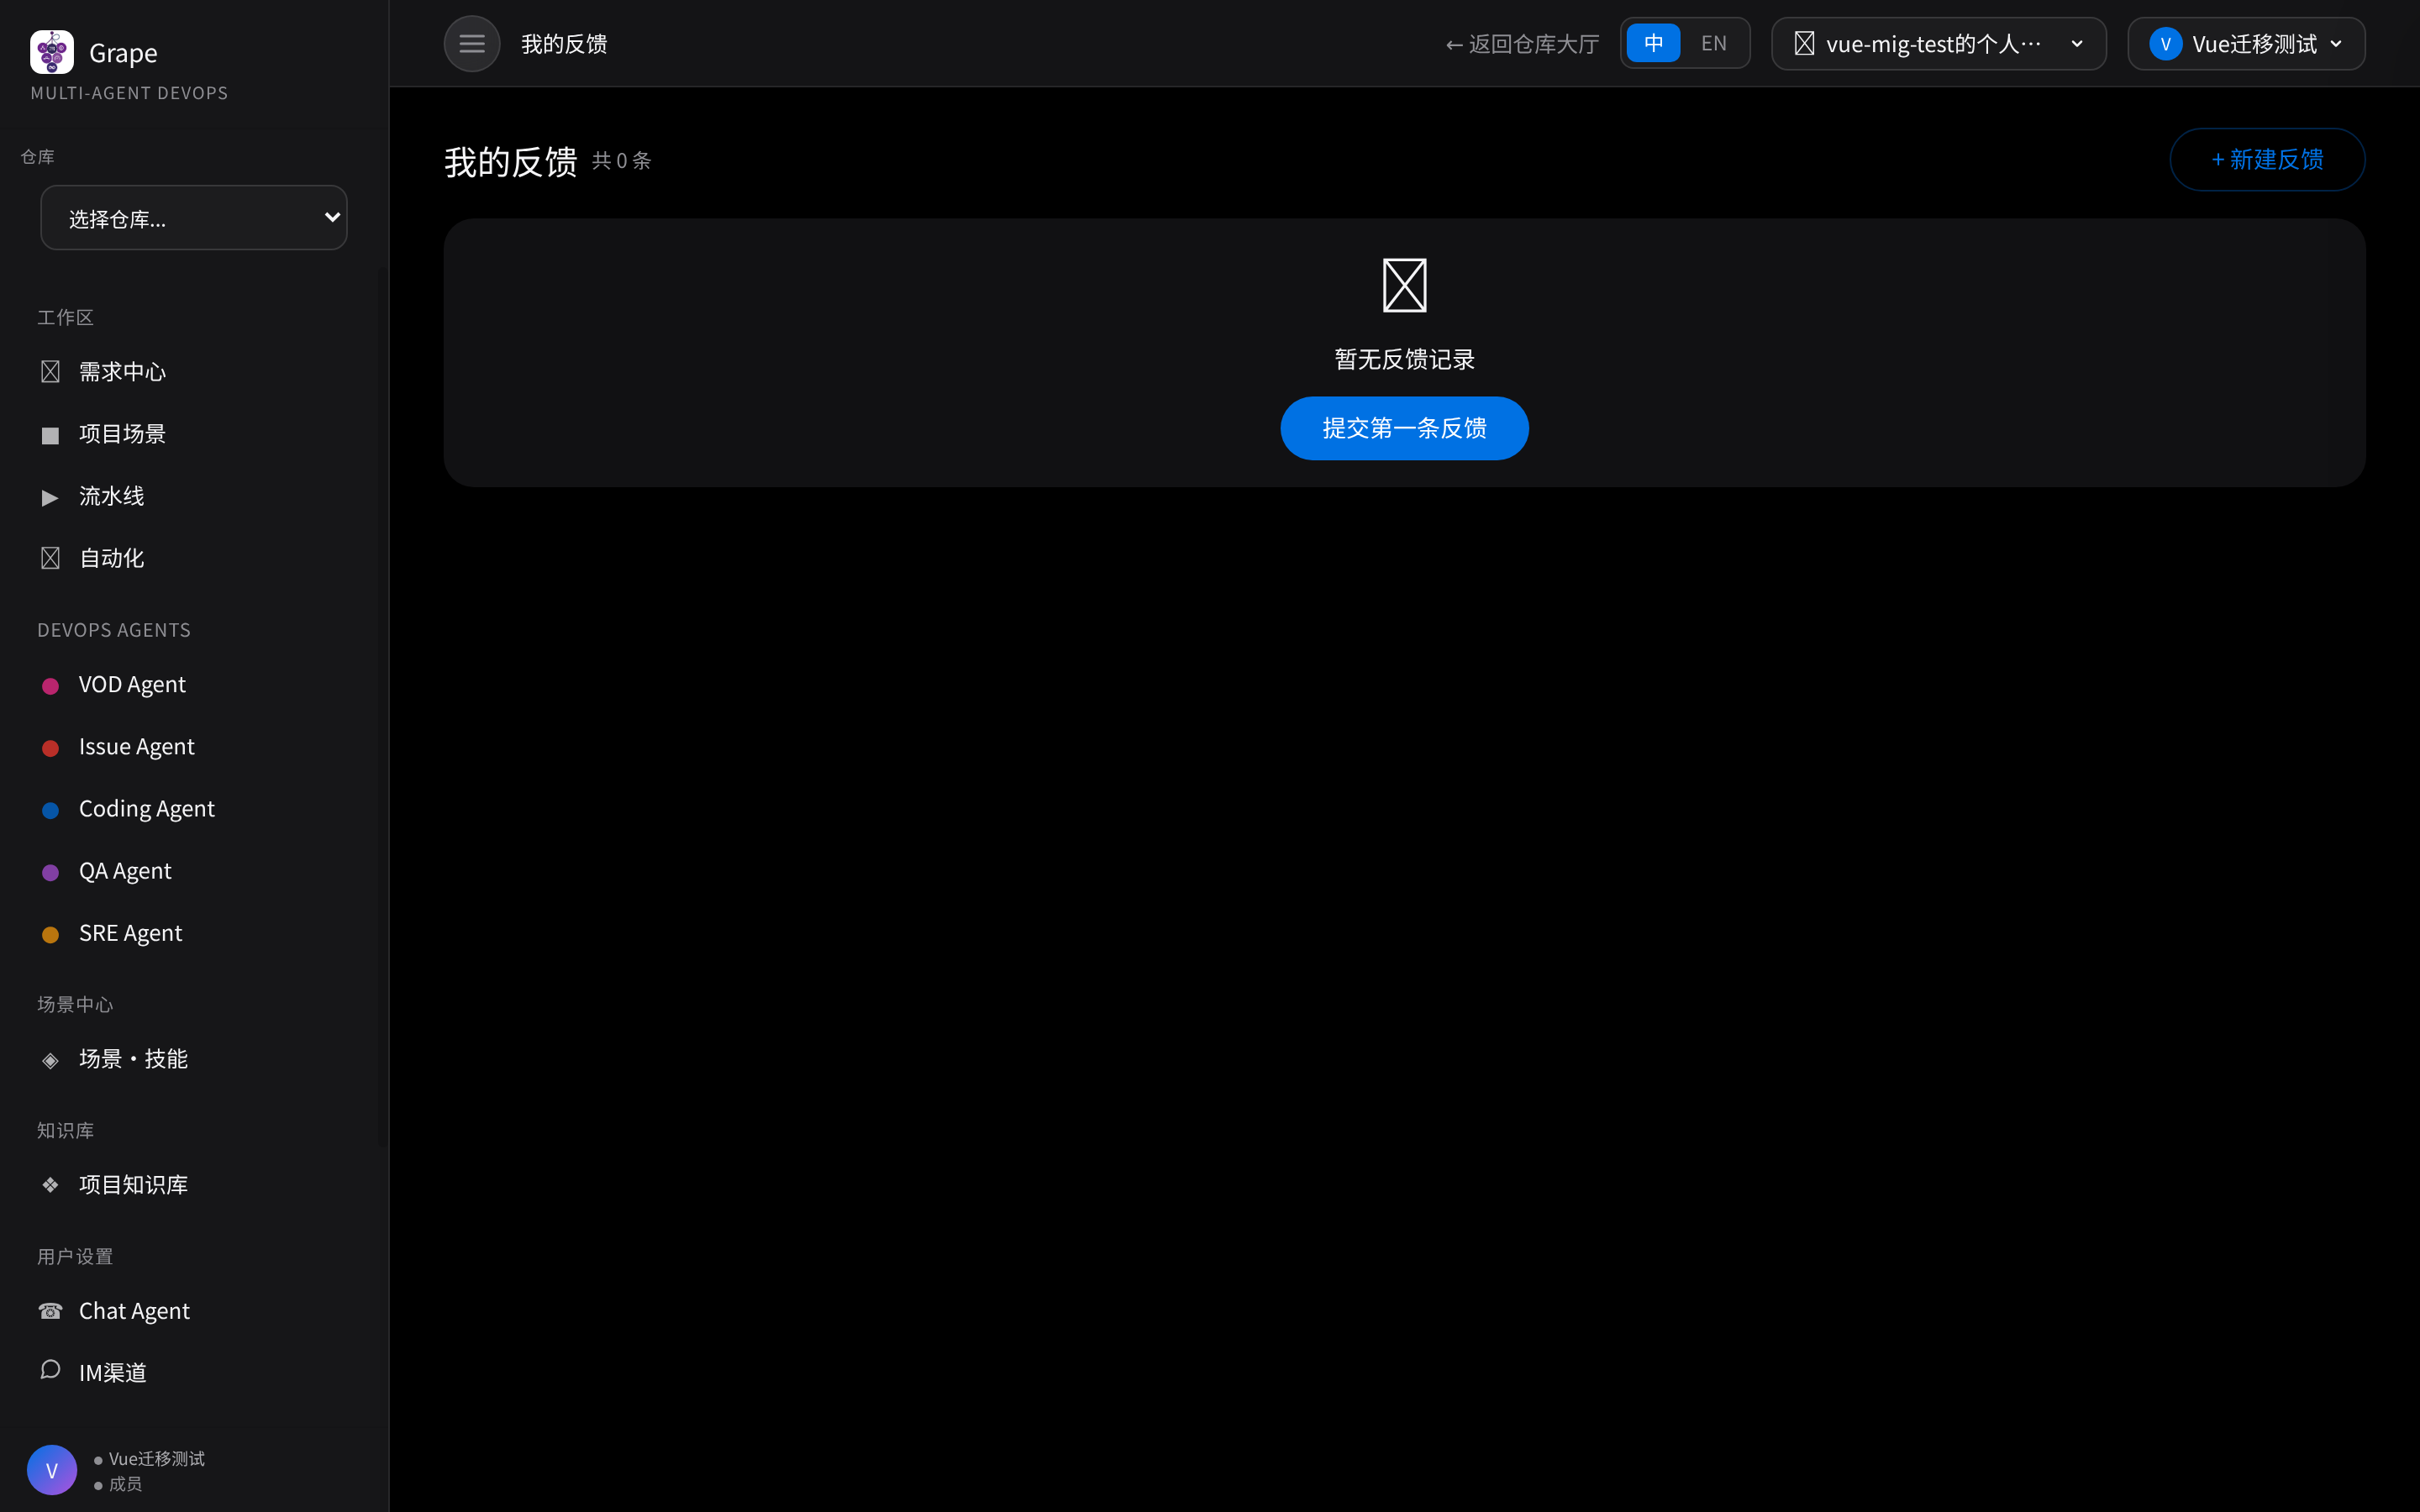 Grape
MULTI-AGENT DEVOPS
仓库
选择仓库...
工作区
需求中心
项目场景
流水线
自动化
DEVOPS AGENTS
VOD Agent
Issue Agent
Coding Agent
QA Agent
SRE Agent
场景中心
场景・技能
知识库
项目知识库
用户设置
Chat Agent
IM渠道
V
Vue迁移测试
成员
我的反馈
← 返回仓库大厅
中 EN
vue-mig-test的个人…
V Vue迁移测试
我的反馈 共 0 条
+ 新建反馈
暂无反馈记录
提交第一条反馈